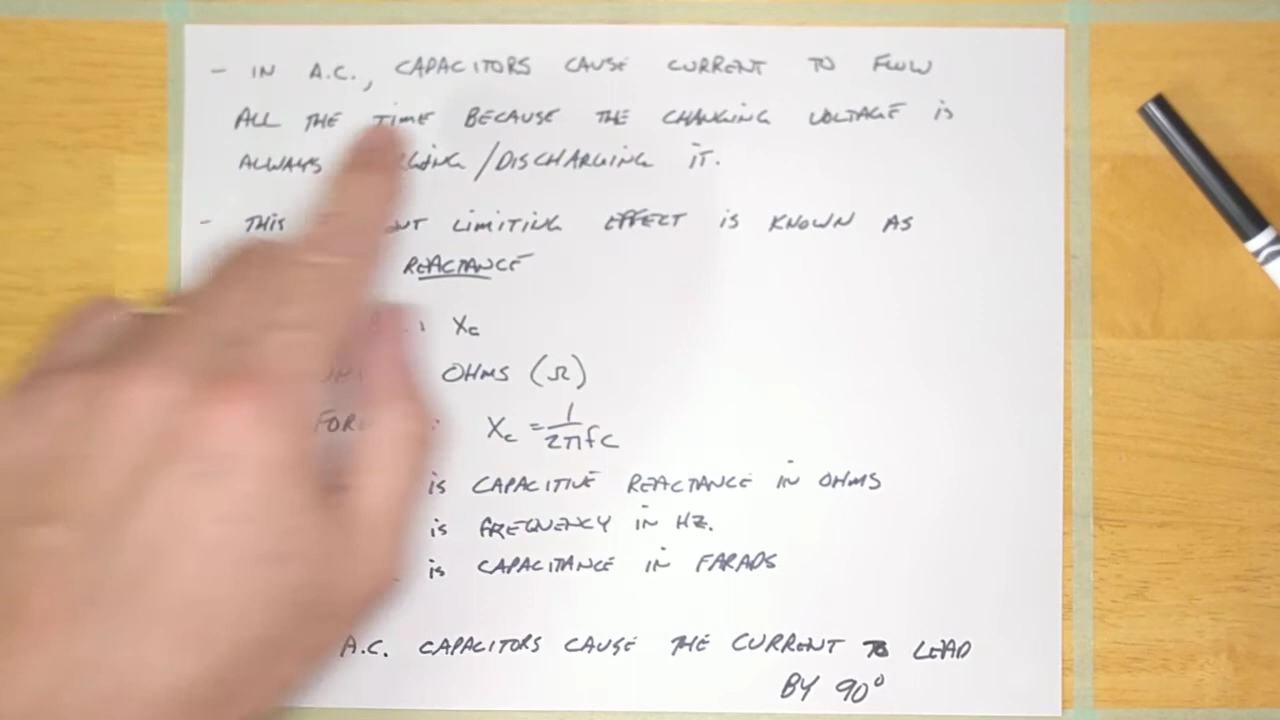 - IN A.C., CAPACITORS CAUSE CURRENT TO FLOW
ALL THE TIME BECAUSE THE CHANGING VOLTAGE IS
ALWAYS /DISCHARGING IT.
- THIS LIMITING EFFECT IS KNOWN AS
REACTANCE
Xc
OHMS (Ω)
Xc = 1/2πfC
is CAPACITIVE REACTANCE IN OHMS
is FREQUENCY IN HZ.
is CAPACITANCE IN FARADS
A.C. CAPACITORS CAUSE THE CURRENT TO LEAD
BY 90°